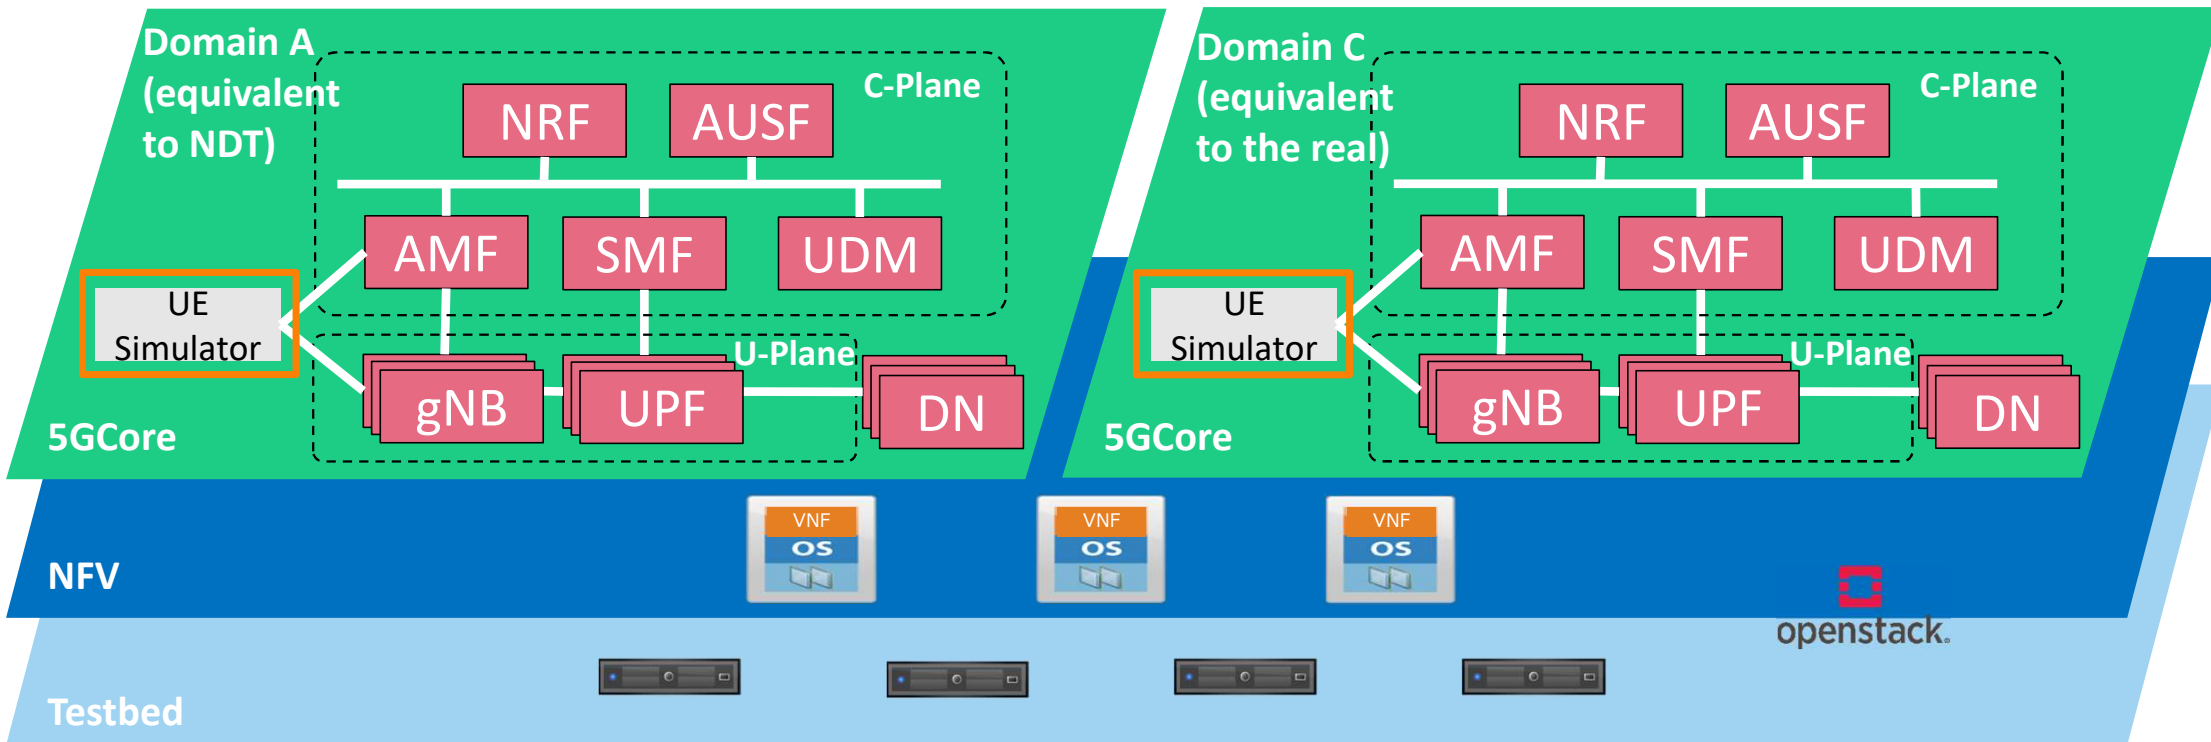 Domain A
(equivalent
to NDT)
C-Plane
NRF
AUSF
AMF
SMF
UDM
UE
Simulator
U-Plane
gNB
UPF
DN
5GCore
Domain C
(equivalent
to the real)
C-Plane
NRF
AUSF
AMF
SMF
UDM
UE
Simulator
U-Plane
gNB
UPF
DN
5GCore
VNF
OS
VNF
OS
VNF
OS
NFV
openstack.
Testbed